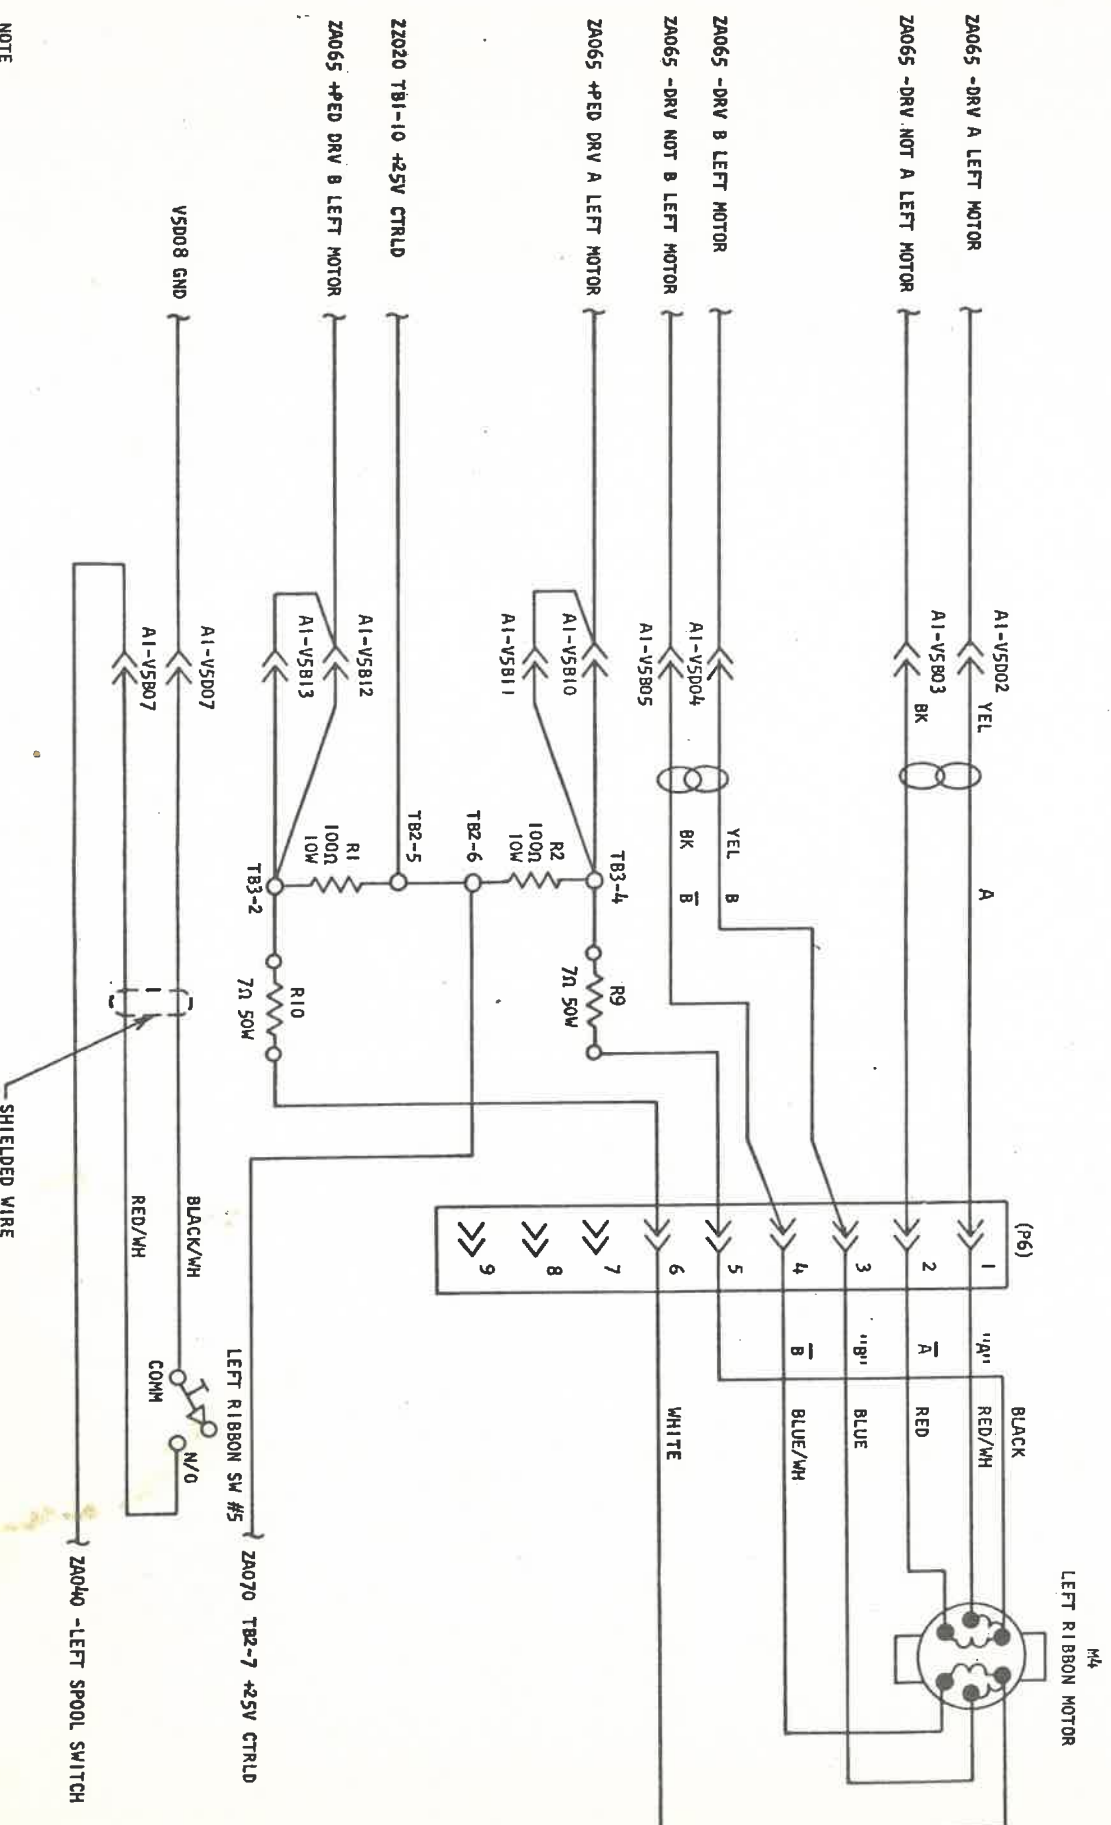 M4
LEFT RIBBON MOTOR
ZA065 -DRV A LEFT MOTOR
A1-V5D02
YEL
A
(P6)
1
"A"
BLACK
RED/WH
ZA065 -DRV NOT A LEFT MOTOR
A1-V5B03
BK
2
A̅
RED
ZA065 -DRV B LEFT MOTOR
A1-V5D04
YEL
B
3
"B"
BLUE
ZA065 -DRV NOT B LEFT MOTOR
A1-V5B05
BK
B̅
4
B̅
BLUE/WH
ZA065 +PED DRV A LEFT MOTOR
A1-V5B10
A1-V5B11
TB3-4
R9
7Ω 50W
5
R2
100Ω
10W
6
WHITE
7
8
9
TB2-6
TB2-5
ZZ020 TB1-10 +25V CTRLD
ZA065 +PED DRV B LEFT MOTOR
A1-V5B12
A1-V5B13
R1
100Ω
10W
TB3-2
R10
7Ω 50W
ZA070 TB2-7 +25V CTRLD
LEFT RIBBON SW #5
V5D08 GND
A1-V5D07
BLACK/WH
COMM
N/O
A1-V5B07
RED/WH
ZA040 -LEFT SPOOL SWITCH
SHIELDED WIRE
NOTE